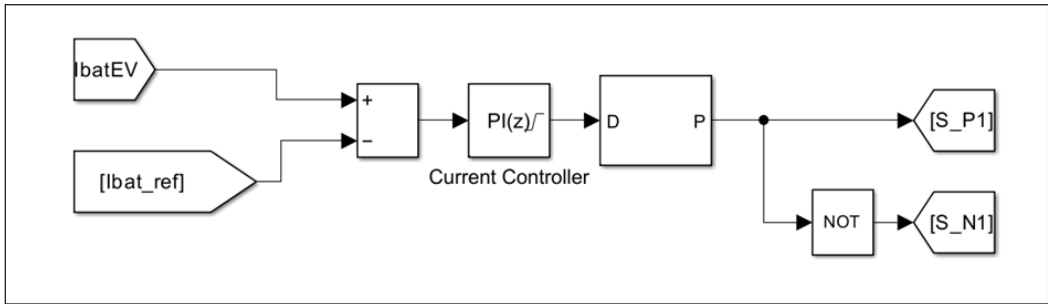 IbatEV
[Ibat_ref]
+
−
PI(z)
Current Controller
D
P
[S_P1]
NOT
[S_N1]